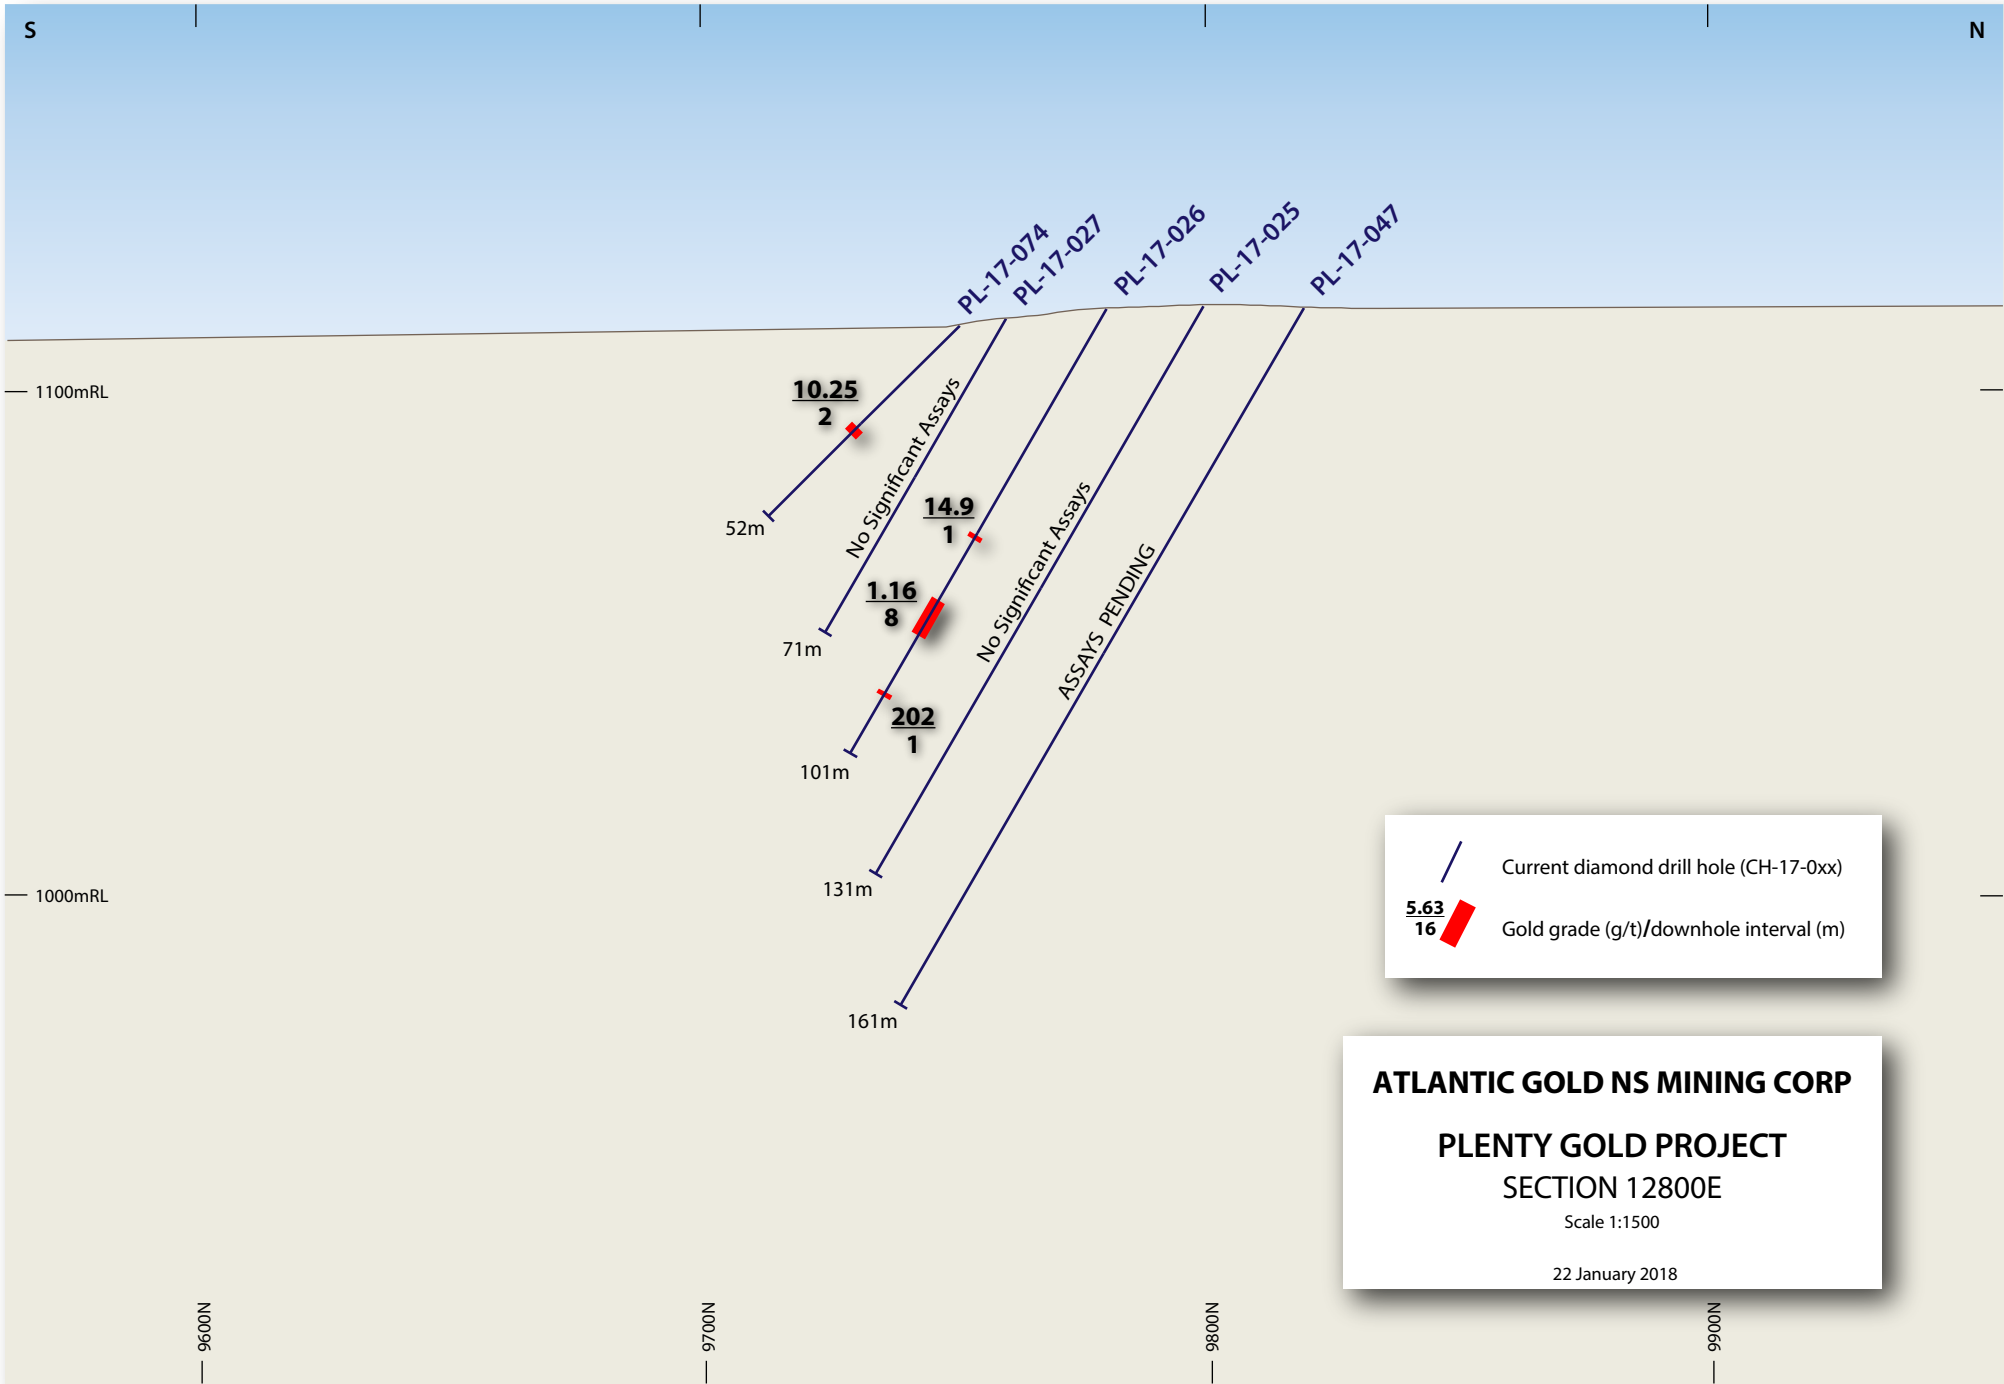 S
N
PL-17-074
PL-17-027
PL-17-026
PL-17-025
PL-17-047
1100mRL
10.25
2
No Significant Assays
52m
14.9
1
No Significant Assays
1.16
8
ASSAYS PENDING
71m
202
1
101m
131m
1000mRL
161m
Current diamond drill hole (CH-17-0xx)
5.63
16
Gold grade (g/t)/downhole interval (m)
ATLANTIC GOLD NS MINING CORP
PLENTY GOLD PROJECT
SECTION 12800E
Scale 1:1500
22 January 2018
9600N
9700N
9800N
9900N